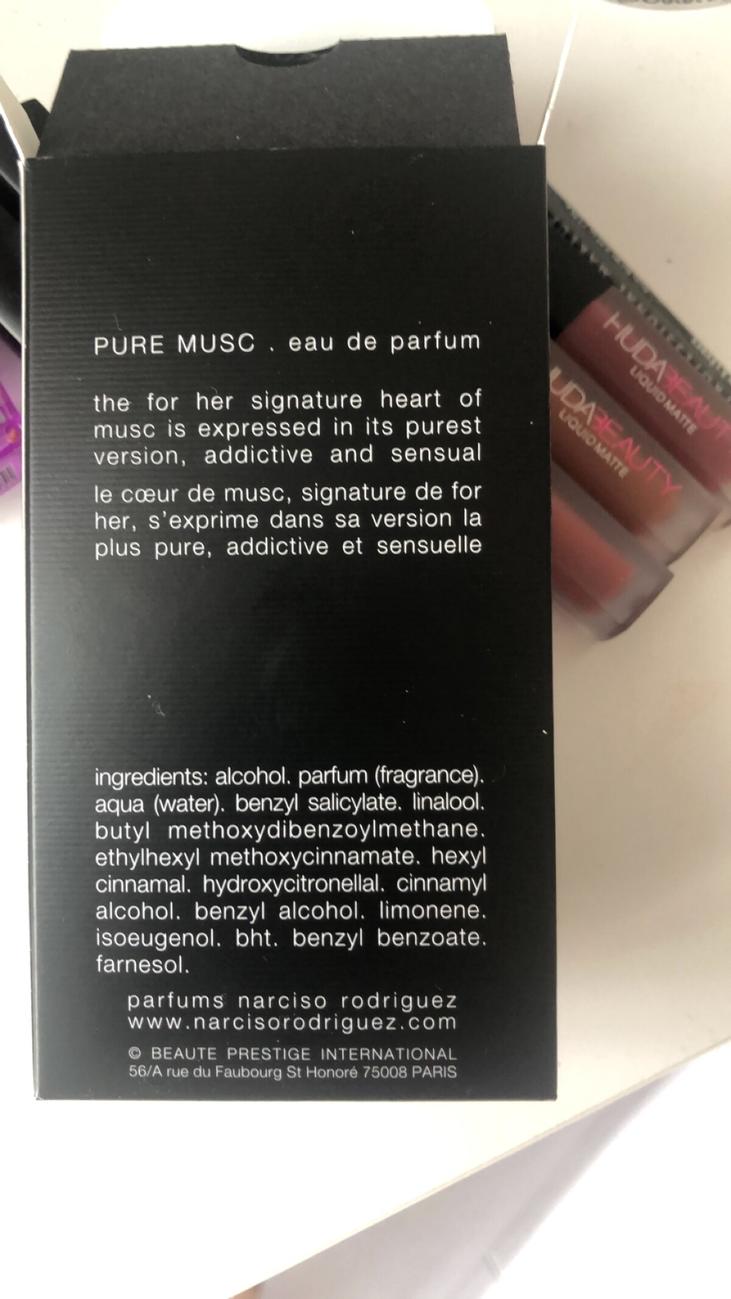 PURE MUSC . eau de parfum
the for her signature heart of
musc is expressed in its purest
version, addictive and sensual
le cœur de musc, signature de for
her, s'exprime dans sa version la
plus pure, addictive et sensuelle
ingredients: alcohol. parfum (fragrance).
aqua (water). benzyl salicylate. linalool.
butyl methoxydibenzoylmethane.
ethylhexyl methoxycinnamate. hexyl
cinnamal. hydroxycitronellal. cinnamyl
alcohol. benzyl alcohol. limonene.
isoeugenol. bht. benzyl benzoate.
farnesol.
parfums narciso rodriguez
www.narcisorodriguez.com
© BEAUTE PRESTIGE INTERNATIONAL
56/A rue du Faubourg St Honoré 75008 PARIS
HUDABEAUT
LIQUID MATTE
UDABEAUTY
LIQUID MATTE